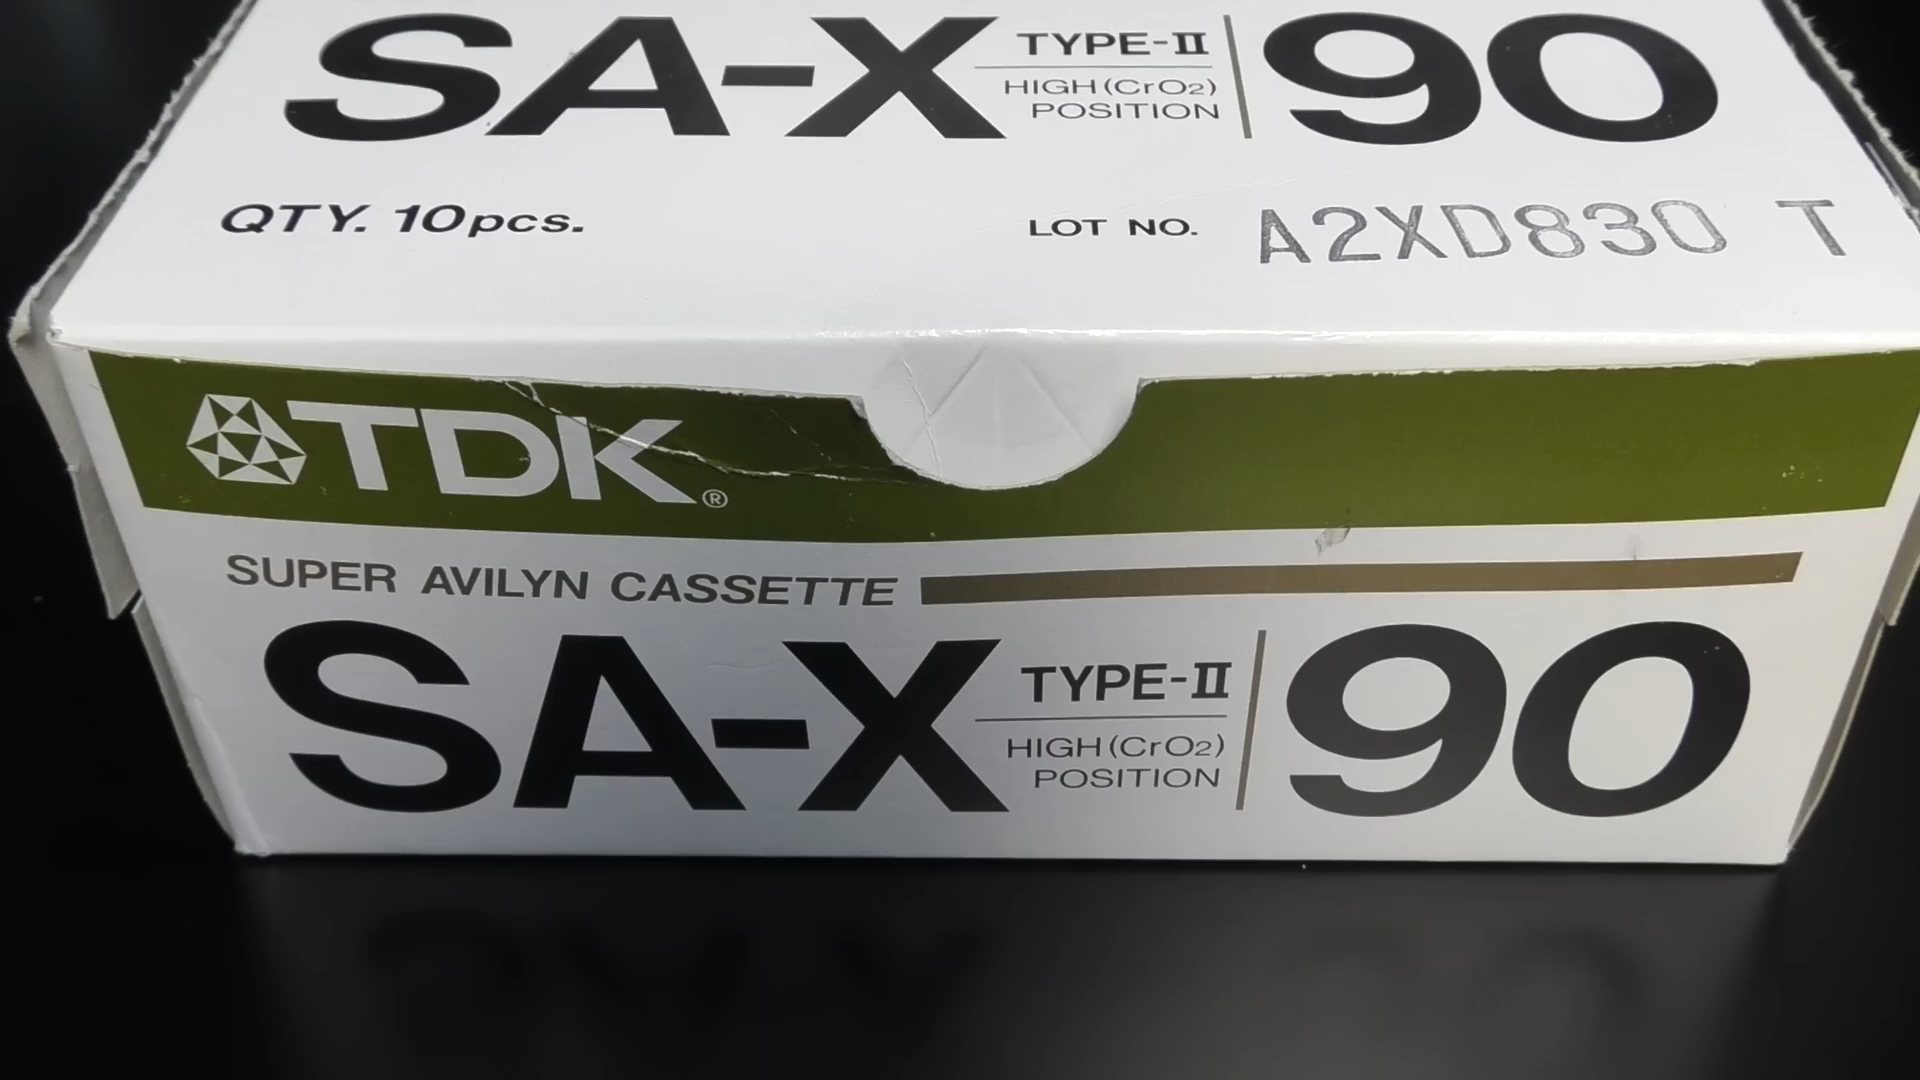 SA-X TYPE-II 90
HIGH (CrO2)
POSITION
QTY. 10pcs. LOT NO. A2XD830 T
TDK®
SUPER AVILYN CASSETTE
SA-X TYPE-II 90
HIGH (CrO2)
POSITION